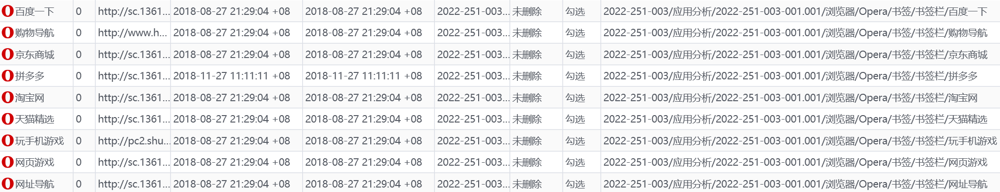 百度一下 0 http://sc.1361... 2018-08-27 21:29:04 +08 2018-08-27 21:29:04 +08 2022-251-003... 未删除 勾选 2022-251-003/应用分析/2022-251-003-001.001/浏览器/Opera/书签/书签栏/百度一下
购物导航 0 http://www.h... 2018-08-27 21:29:04 +08 2018-08-27 21:29:04 +08 2022-251-003... 未删除 勾选 2022-251-003/应用分析/2022-251-003-001.001/浏览器/Opera/书签/书签栏/购物导航
京东商城 0 http://sc.1361... 2018-08-27 21:29:04 +08 2018-08-27 21:29:04 +08 2022-251-003... 未删除 勾选 2022-251-003/应用分析/2022-251-003-001.001/浏览器/Opera/书签/书签栏/京东商城
拼多多 0 http://sc.1361... 2018-11-27 11:11:11 +08 2018-11-27 11:11:11 +08 2022-251-003... 未删除 勾选 2022-251-003/应用分析/2022-251-003-001.001/浏览器/Opera/书签/书签栏/拼多多
淘宝网 0 http://sc.1361... 2018-08-27 21:29:04 +08 2018-08-27 21:29:04 +08 2022-251-003... 未删除 勾选 2022-251-003/应用分析/2022-251-003-001.001/浏览器/Opera/书签/书签栏/淘宝网
天猫精选 0 http://sc.1361... 2018-08-27 21:29:04 +08 2018-08-27 21:29:04 +08 2022-251-003... 未删除 勾选 2022-251-003/应用分析/2022-251-003-001.001/浏览器/Opera/书签/书签栏/天猫精选
玩手机游戏 0 http://pc2.shu... 2018-08-27 21:29:04 +08 2018-08-27 21:29:04 +08 2022-251-003... 未删除 勾选 2022-251-003/应用分析/2022-251-003-001.001/浏览器/Opera/书签/书签栏/玩手机游戏
网页游戏 0 http://sc.1361... 2018-08-27 21:29:04 +08 2018-08-27 21:29:04 +08 2022-251-003... 未删除 勾选 2022-251-003/应用分析/2022-251-003-001.001/浏览器/Opera/书签/书签栏/网页游戏
网址导航 0 http://sc.1361... 2018-08-27 21:29:04 +08 2018-08-27 21:29:04 +08 2022-251-003... 未删除 勾选 2022-251-003/应用分析/2022-251-003-001.001/浏览器/Opera/书签/书签栏/网址导航